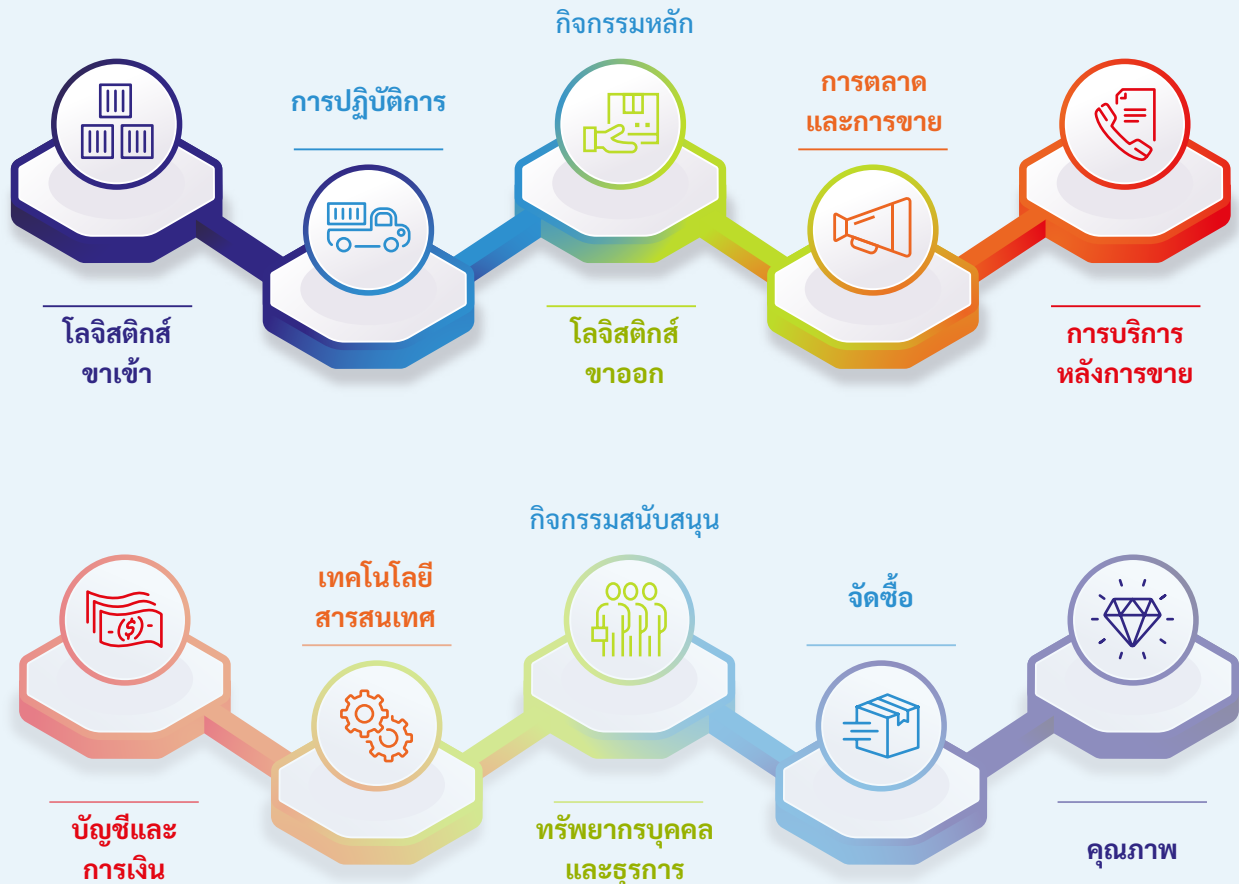 กิจกรรมหลัก
โลจิสติกส์
ขาเข้า
การปฏิบัติการ
โลจิสติกส์
ขาออก
การตลาด
และการขาย
การบริการ
หลังการขาย
กิจกรรมสนับสนุน
บัญชีและ
การเงิน
เทคโนโลยี
สารสนเทศ
ทรัพยากรบุคคล
และธุรการ
จัดซื้อ
คุณภาพ